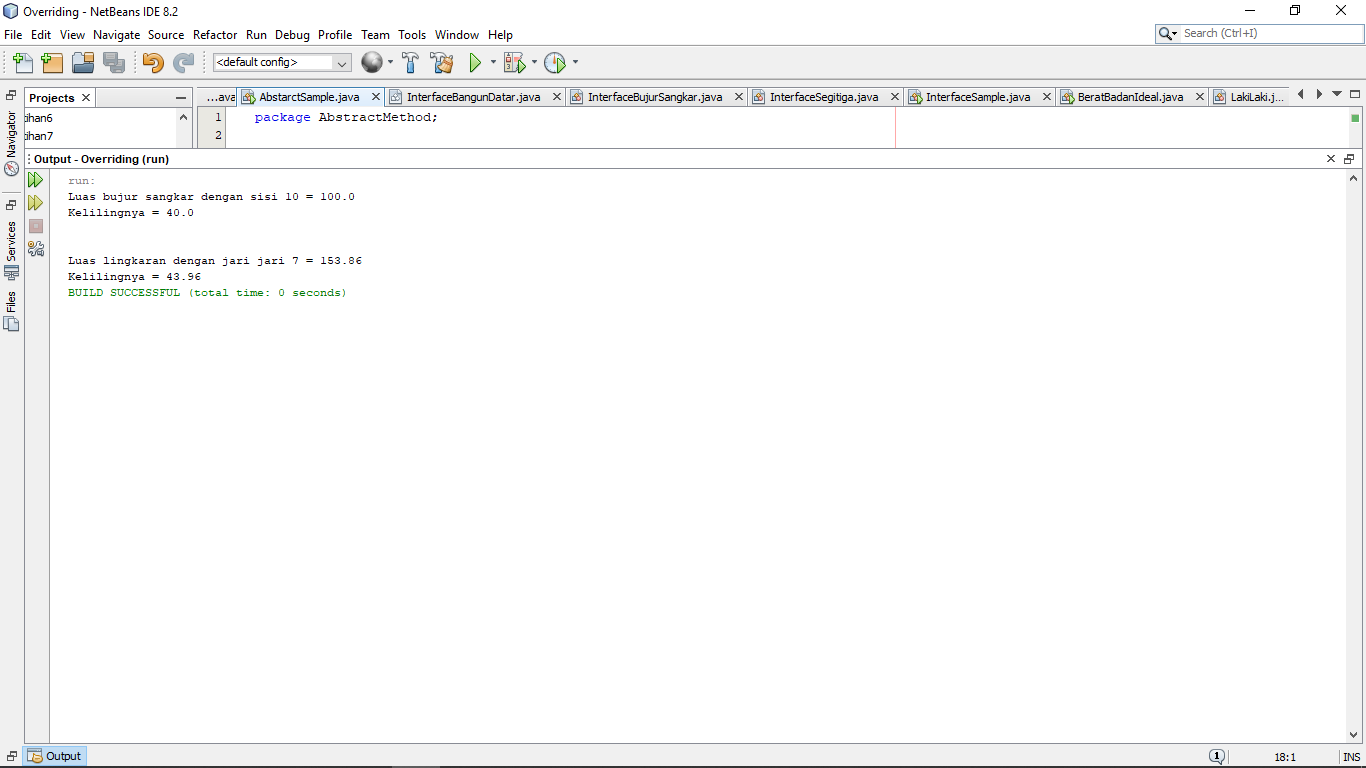 Overriding - NetBeans IDE 8.2
File Edit View Navigate Source Refactor Run Debug Profile Team Tools Window Help
Search (Ctrl+I)
<default config>
Projects
...ava AbstarctSample.java InterfaceBangunDatar.java InterfaceBujurSangkar.java InterfaceSegitiga.java InterfaceSample.java BeratBadanIdeal.java LakiLaki.j...
ihan6
ihan7
1 package AbstractMethod;
2
Navigator
Services
Files
Output - Overriding (run)
run:
Luas bujur sangkar dengan sisi 10 = 100.0
Kelilingnya = 40.0
Luas lingkaran dengan jari jari 7 = 153.86
Kelilingnya = 43.96
BUILD SUCCESSFUL (total time: 0 seconds)
Output
1
18:1
INS